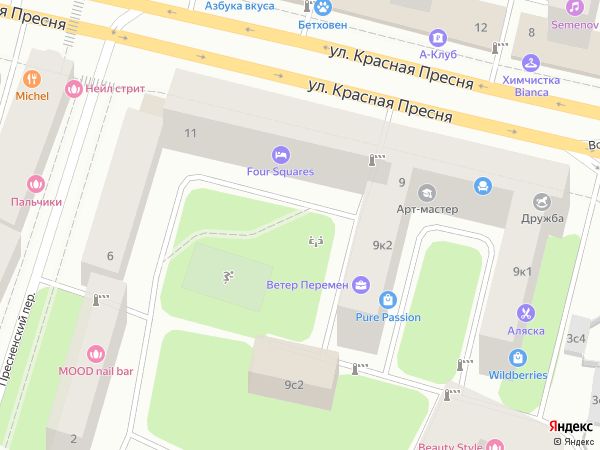 Азбука вкуса
Бетховен
12
8
Semenov
А-Клуб
я Пресня
ул. Красная Пресня
Химчистка
Bianca
ул. Красная Пресня
Michel
Нейл стрит
11
Four Squares
9
Арт-мастер
Дружба
Пальчики
6
9к2
9к1
Ветер Перемен
Pure Passion
Аляска
Пресненский пер.
3с4
MOOD nail bar
Wildberries
9с2
2
Beauty Style
Яндекс
© Яндекс